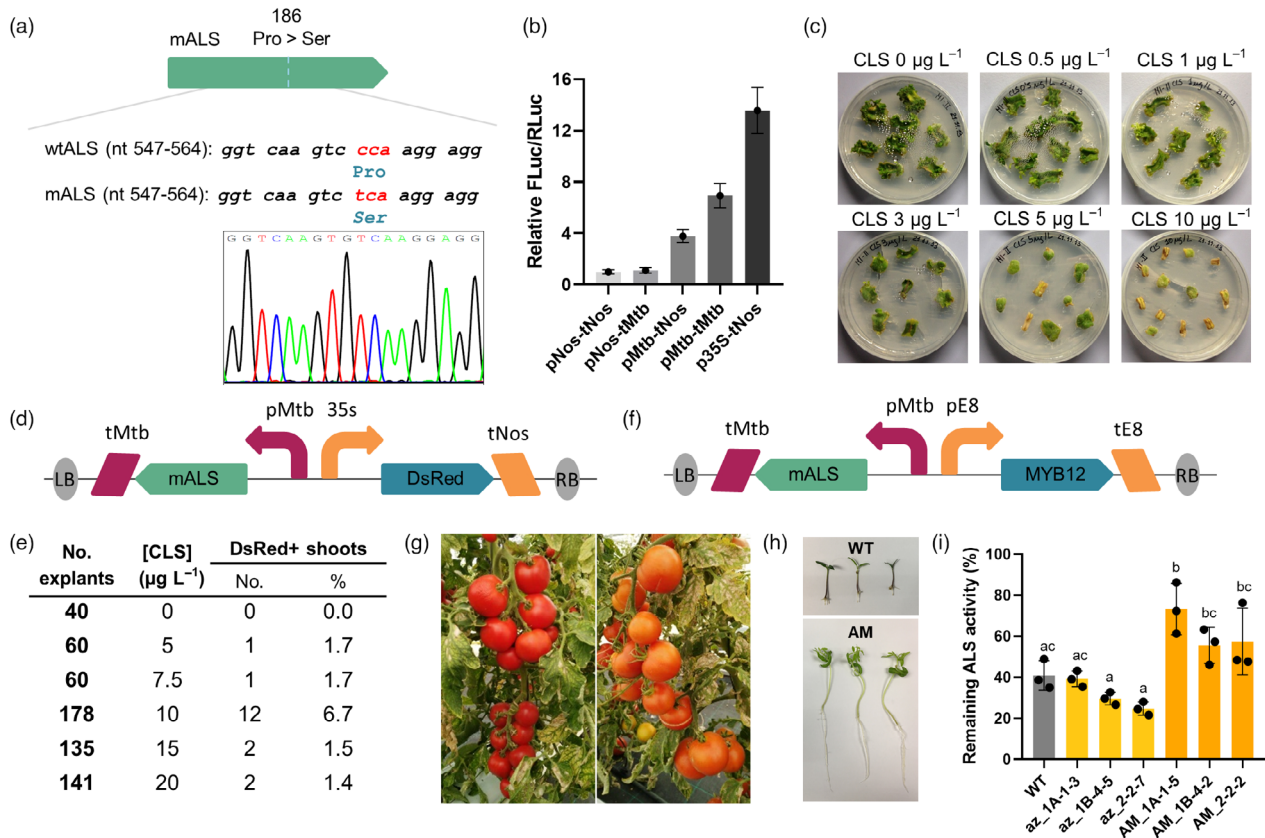 (a)
186
mALS Pro > Ser
wtALS (nt 547-564): ggt caa gtc cca agg agg
Pro
mALS (nt 547-564): ggt caa gtc tca agg agg
Ser
G G T C A A G T G T C A A G G A G G
(b)
Relative FLuc/RLuc
16
12
8
4
0
pNos-tNos
pNos-tMtb
pMtb-tNos
pMtb-tMtb
p35S-tNos
(c)
CLS 0 µg L⁻¹
CLS 0.5 µg L⁻¹
CLS 1 µg L⁻¹
CLS 3 µg L⁻¹
CLS 5 µg L⁻¹
CLS 10 µg L⁻¹
(d)
tMtb
pMtb 35s
tNos
LB
mALS
DsRed
RB
(f)
tMtb
pMtb pE8
tE8
LB
mALS
MYB12
RB
(e)
No. explants [CLS] (µg L⁻¹) DsRed+ shoots
No. %
40 0 0 0.0
60 5 1 1.7
60 7.5 1 1.7
178 10 12 6.7
135 15 2 1.5
141 20 2 1.4
(g)
(h)
WT
AM
(i)
Remaining ALS activity (%)
100
80
60
40
20
0
ac
ac
a
a
b
bc
bc
WT
az_1A-1-3
az_1B-4-5
az_2-2-7
AM_1A-1-5
AM_1B-4-2
AM_2-2-2